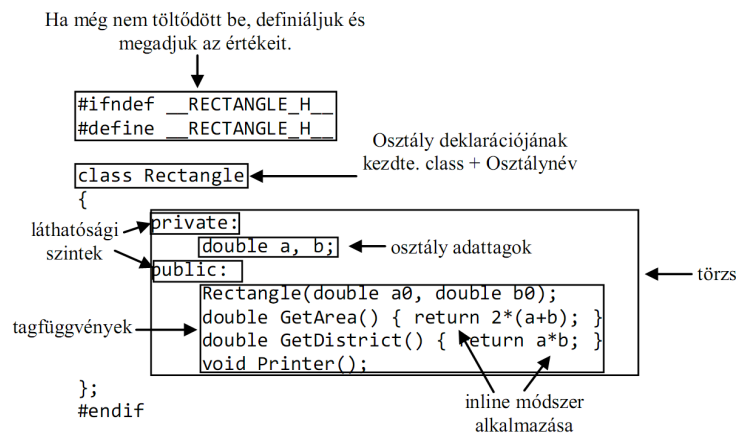 Ha még nem töltődött be, definiáljuk és
megadjuk az értékeit.
#ifndef __RECTANGLE_H__
#define __RECTANGLE_H__
Osztály deklarációjának
kezdte. class + Osztálynév
class Rectangle
{
láthatósági
szintek
private:
double a, b;
osztály adattagok
public:
törzs
tagfüggvények
Rectangle(double a0, double b0);
double GetArea() { return 2*(a+b); }
double GetDistrict() { return a*b; }
void Printer();
};
#endif
inline módszer
alkalmazása